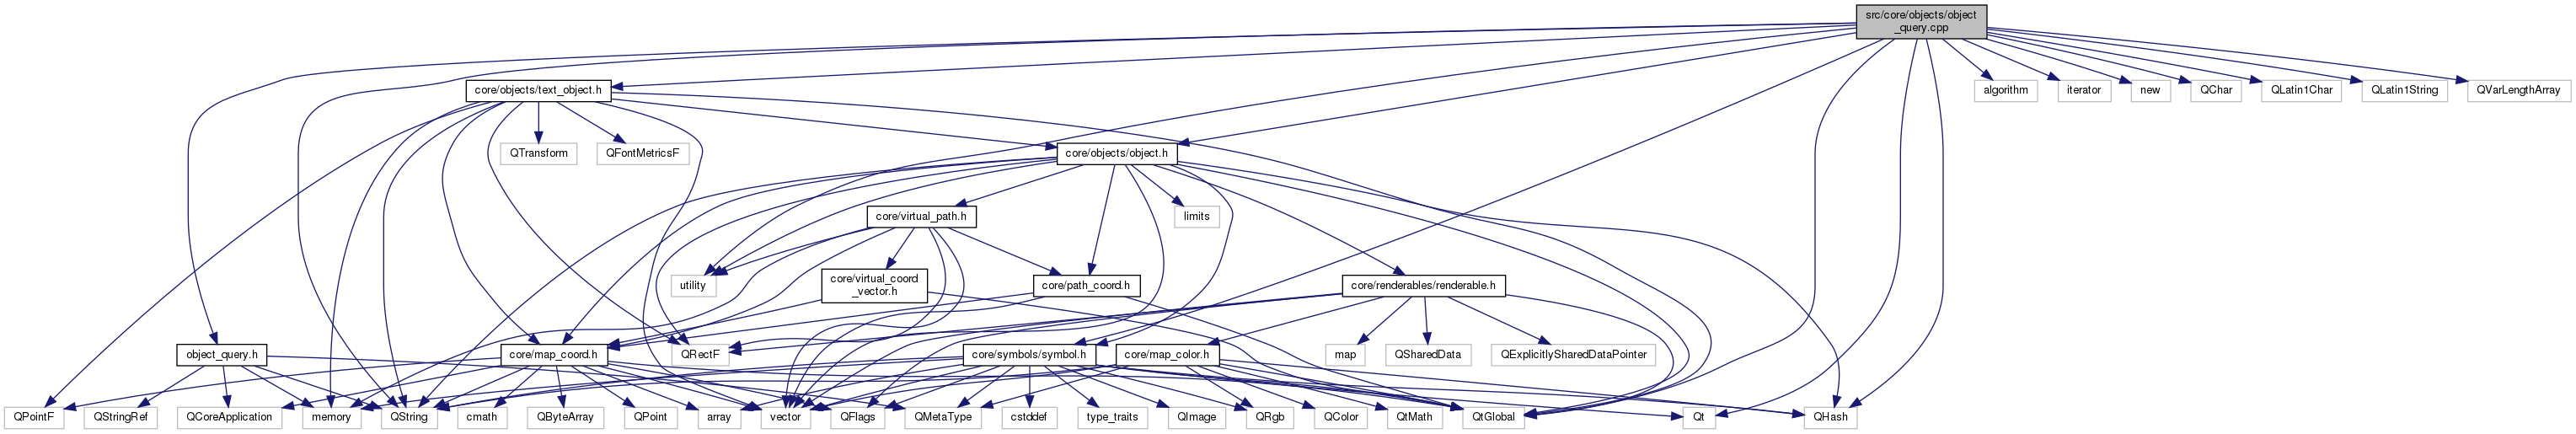 src/core/objects/object
_query.cpp
core/objects/text_object.h
algorithm
iterator
new
QChar
QLatin1Char
QLatin1String
QVarLengthArray
QTransform
QFontMetricsF
core/objects/object.h
core/virtual_path.h
limits
utility
core/virtual_coord
_vector.h
core/path_coord.h
core/renderables/renderable.h
object_query.h
core/map_coord.h
QRectF
core/symbols/symbol.h
core/map_color.h
map
QSharedData
QExplicitlySharedDataPointer
QPointF
QStringRef
QCoreApplication
memory
QString
cmath
QByteArray
QPoint
array
vector
QFlags
QMetaType
cstddef
type_traits
QImage
QRgb
QColor
QtMath
QtGlobal
Qt
QHash